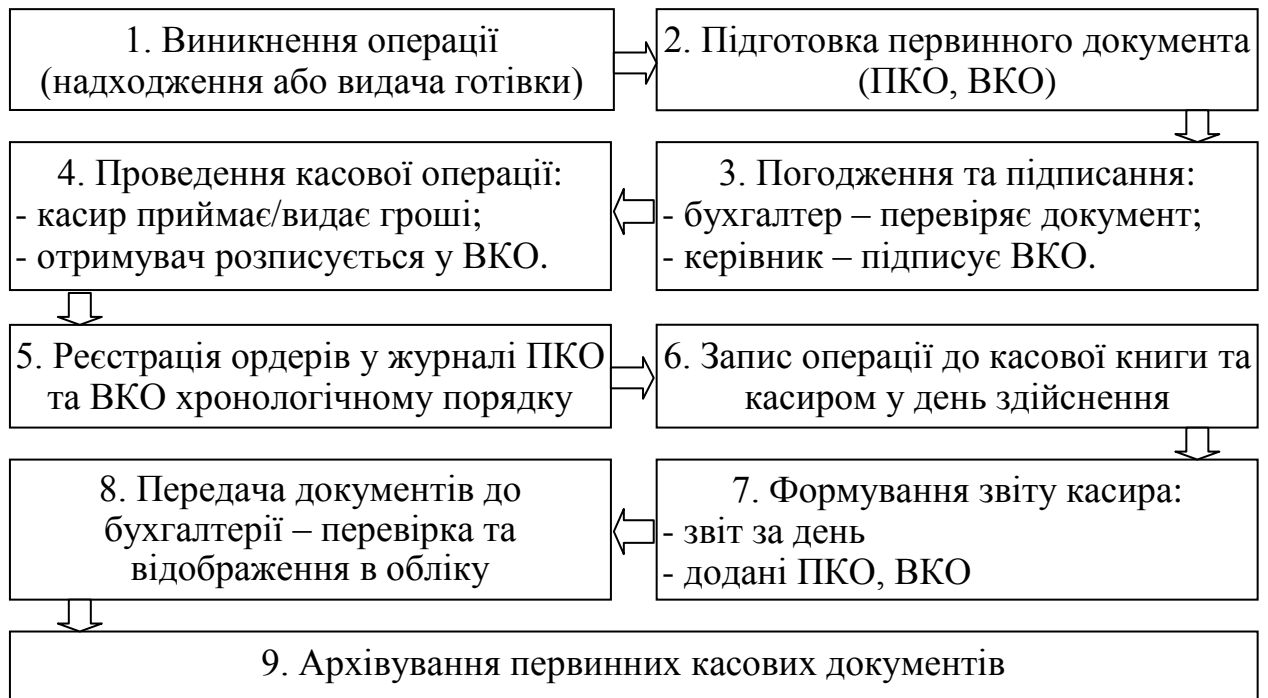 1. Виникнення операції
(надходження або видача готівки)
2. Підготовка первинного документа
(ПКО, ВКО)
3. Погодження та підписання:
- бухгалтер – перевіряє документ;
- керівник – підписує ВКО.
4. Проведення касової операції:
- касир приймає/видає гроші;
- отримувач розписується у ВКО.
5. Реєстрація ордерів у журналі ПКО
та ВКО хронологічному порядку
6. Запис операції до касової книги та
касиром у день здійснення
7. Формування звіту касира:
- звіт за день
- додані ПКО, ВКО
8. Передача документів до
бухгалтерії – перевірка та
відображення в обліку
9. Архівування первинних касових документів